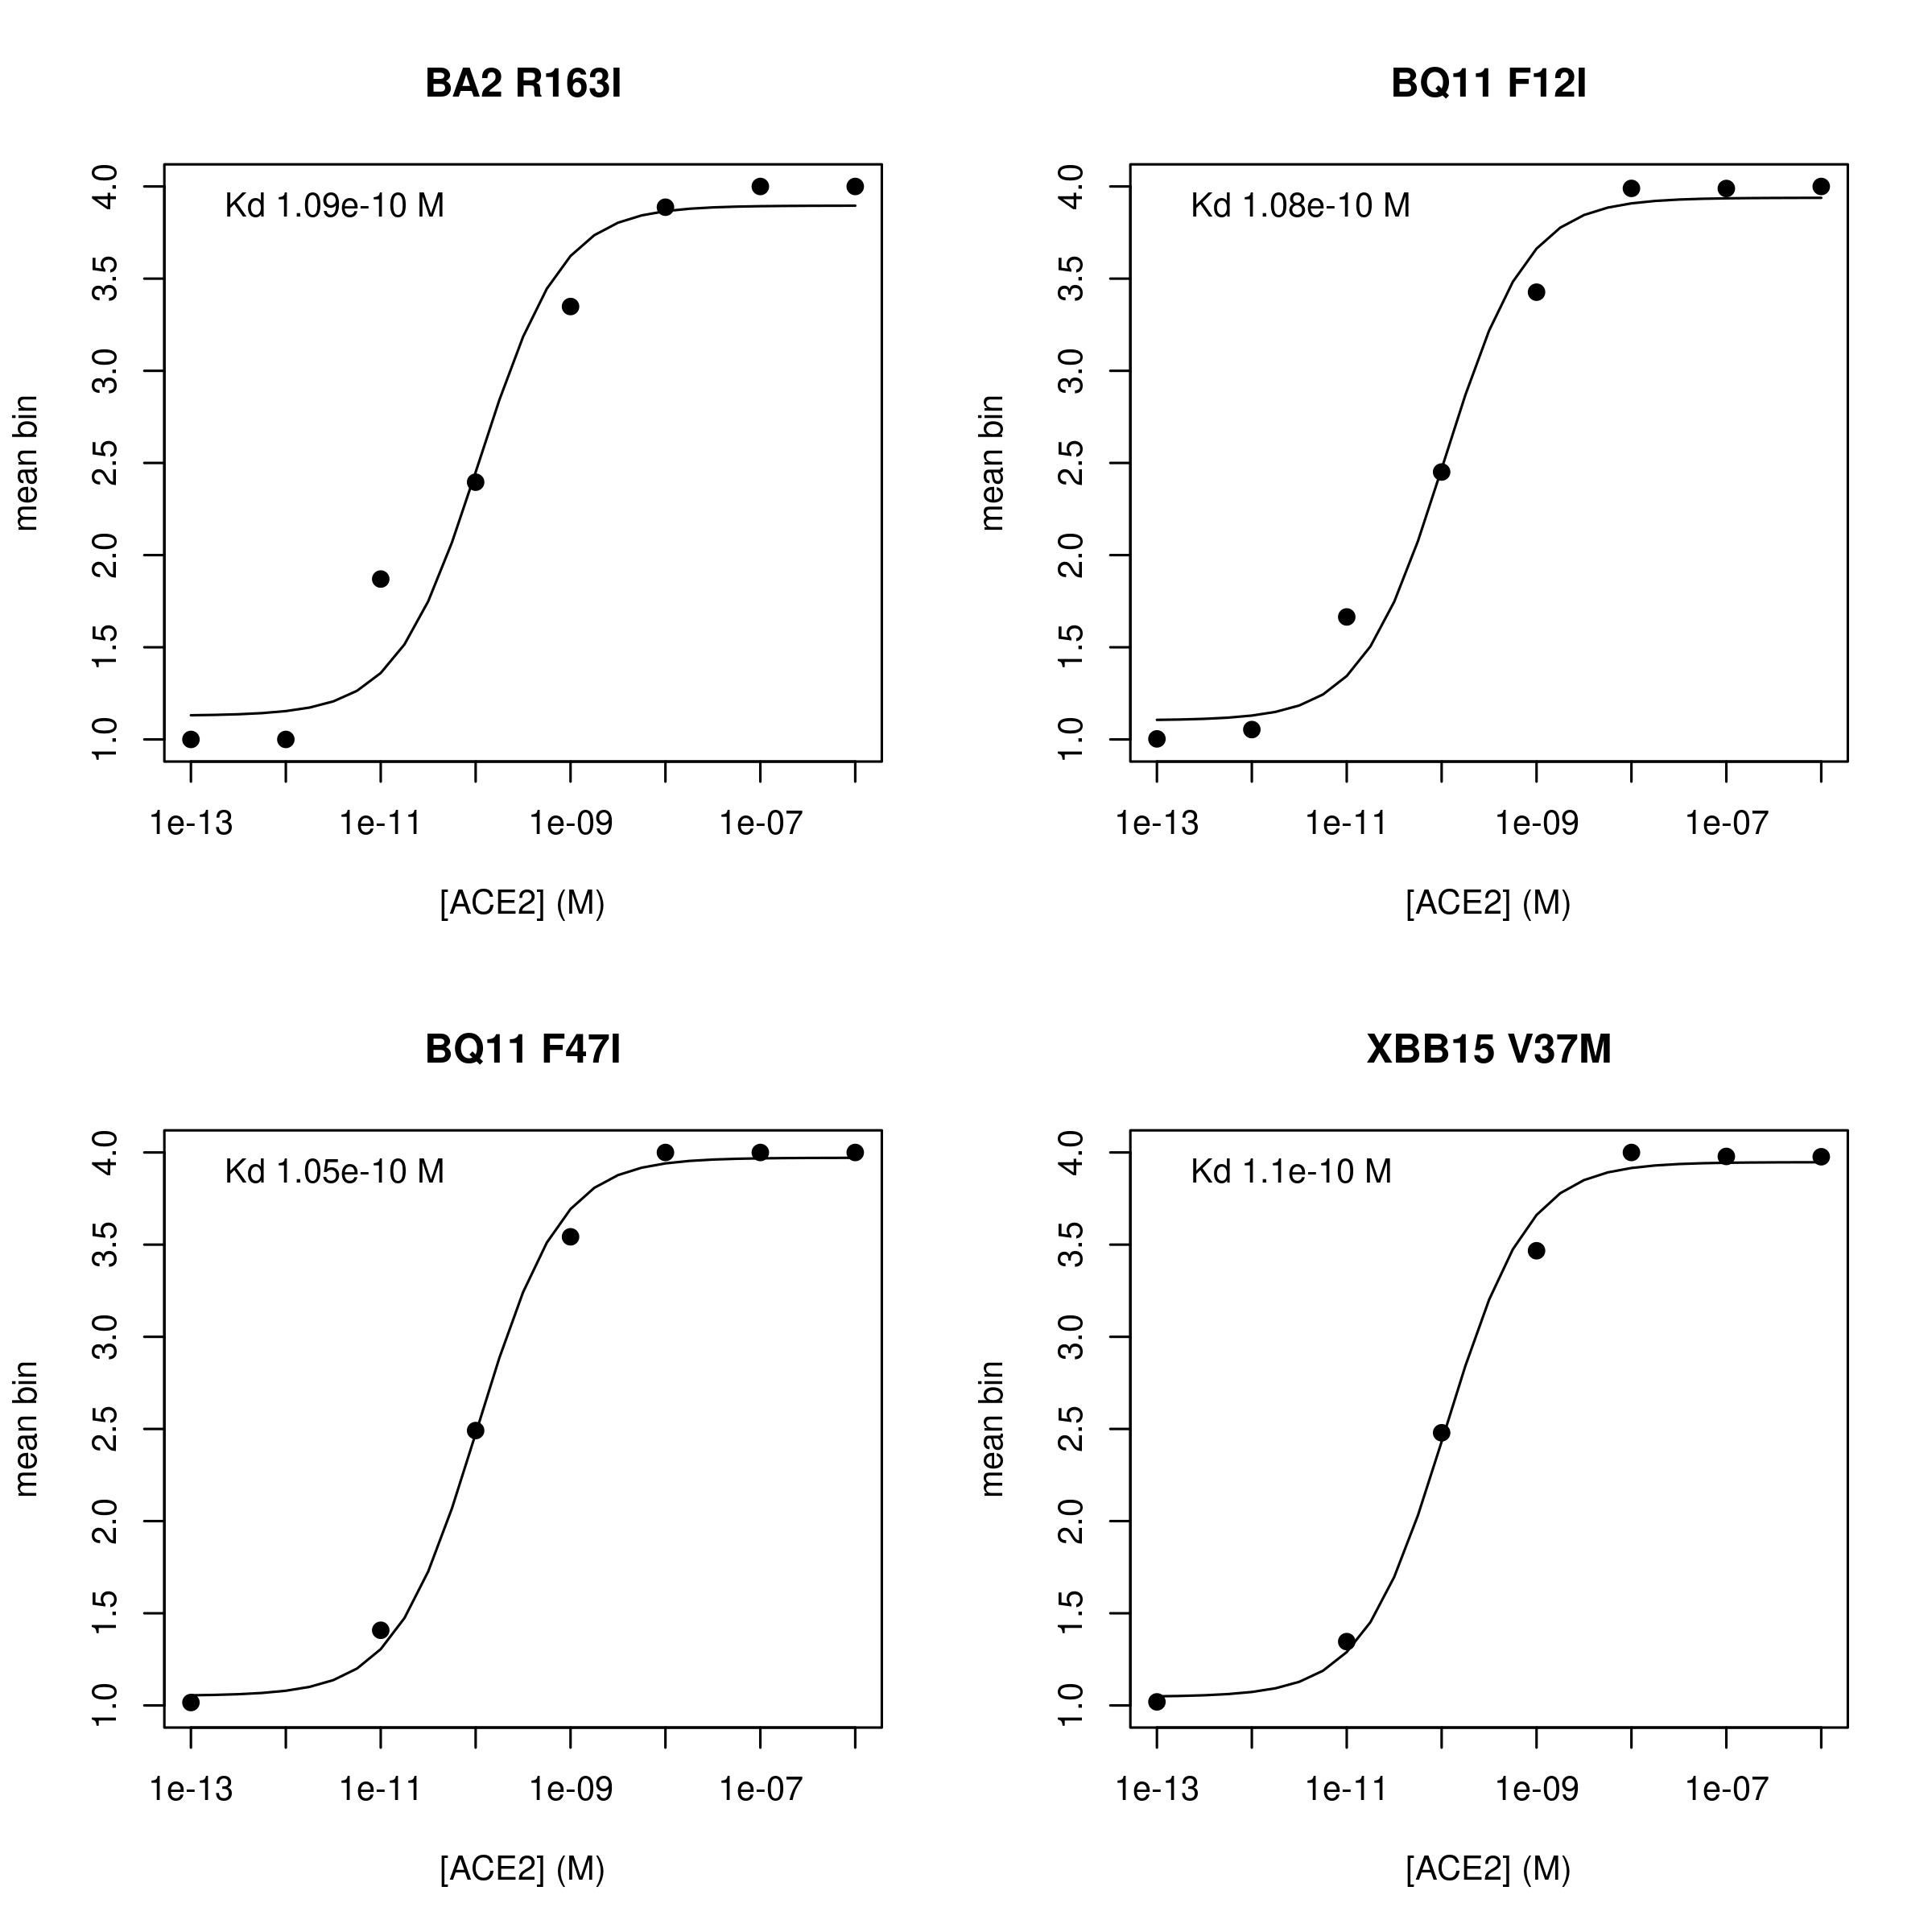 BA2 R163I
Kd 1.09e-10 M
mean bin
4.0
3.5
3.0
2.5
2.0
1.5
1.0
1e-13 1e-11 1e-09 1e-07
[ACE2] (M)
BQ11 F12I
Kd 1.08e-10 M
mean bin
4.0
3.5
3.0
2.5
2.0
1.5
1.0
1e-13 1e-11 1e-09 1e-07
[ACE2] (M)
BQ11 F47I
Kd 1.05e-10 M
mean bin
4.0
3.5
3.0
2.5
2.0
1.5
1.0
1e-13 1e-11 1e-09 1e-07
[ACE2] (M)
XBB15 V37M
Kd 1.1e-10 M
mean bin
4.0
3.5
3.0
2.5
2.0
1.5
1.0
1e-13 1e-11 1e-09 1e-07
[ACE2] (M)